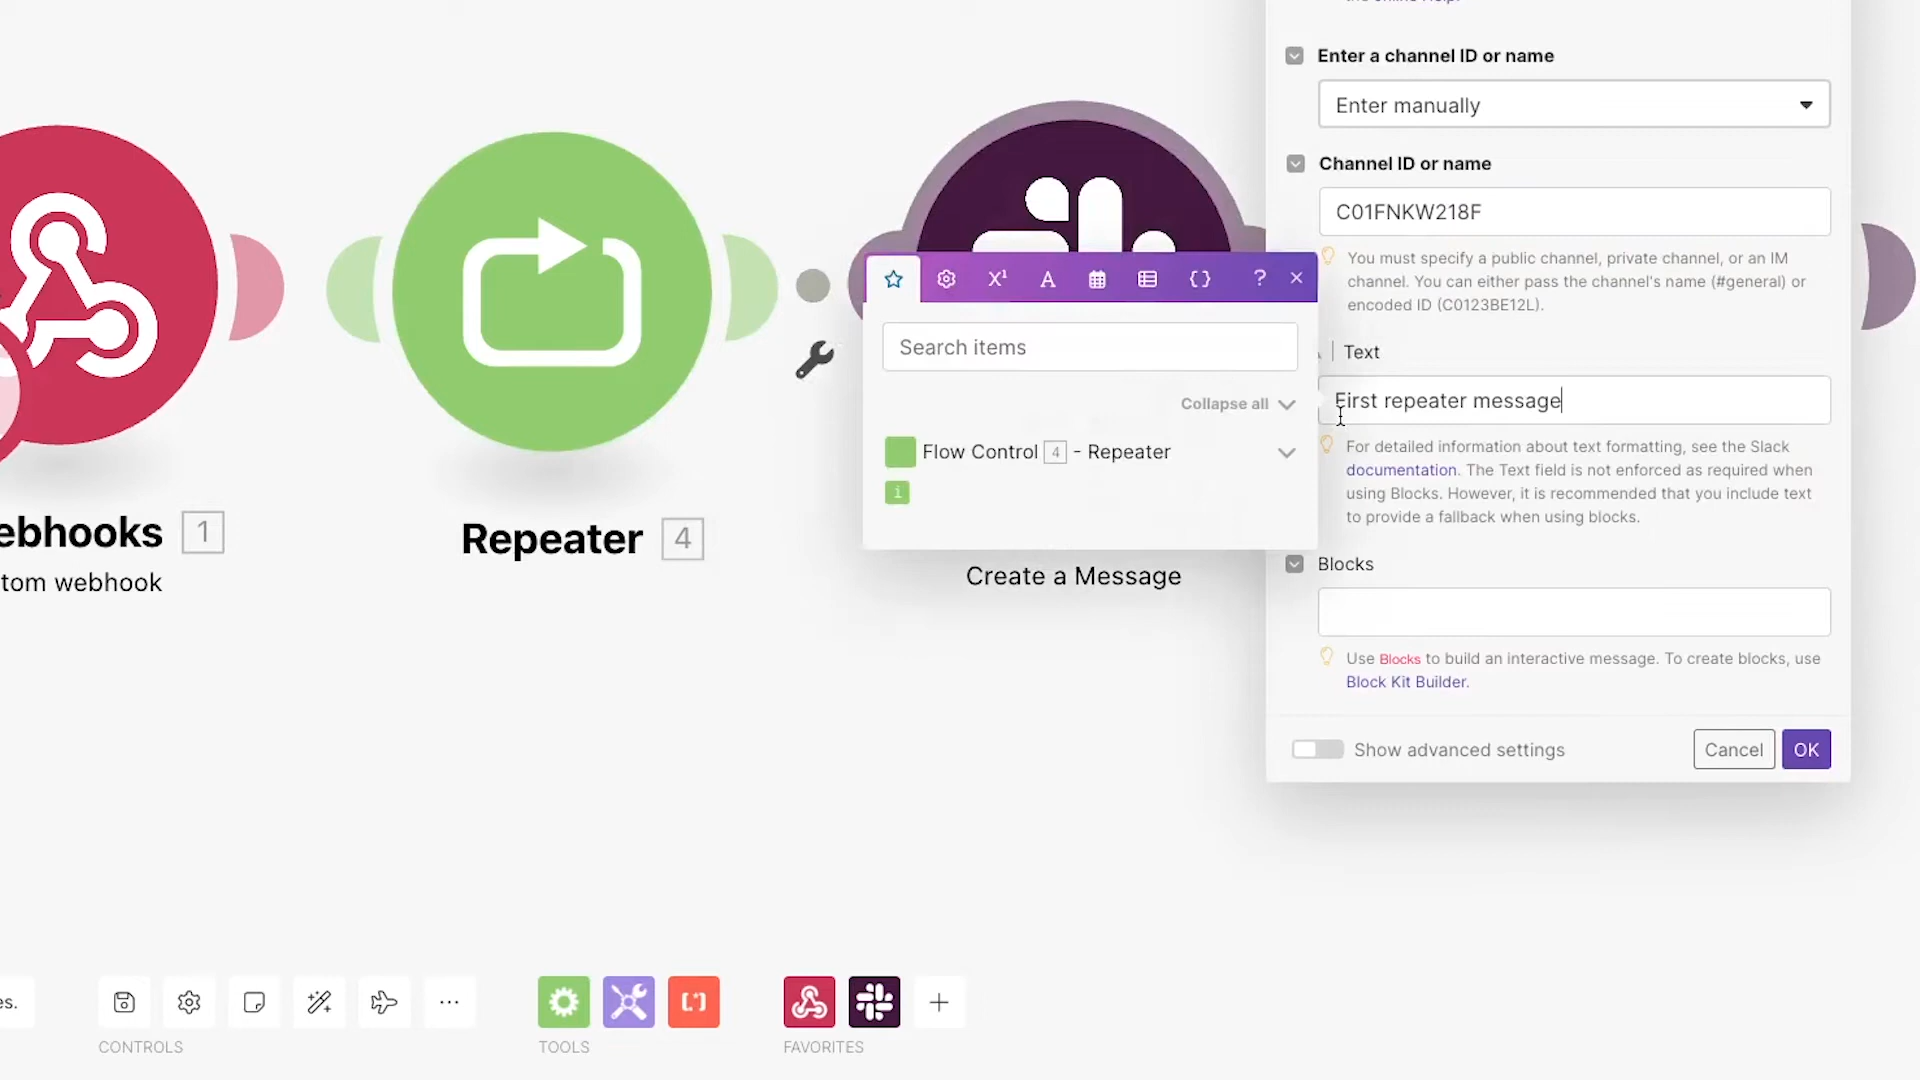 the Online Help.
Enter a channel ID or name
Enter manually
Channel ID or name
C01FNKW218F
You must specify a public channel, private channel, or an IM
channel. You can either pass the channel's name (#general) or
encoded ID (C0123BE12L).
Text
First repeater message
For detailed information about text formatting, see the Slack
documentation. The Text field is not enforced as required when
using Blocks. However, it is recommended that you include text
to provide a fallback when using blocks.
Blocks
Use Blocks to build an interactive message. To create blocks, use
Block Kit Builder.
Show advanced settings
Cancel
OK
X¹
A
{}
?
Search items
Collapse all
Flow Control 4 - Repeater
i
ebhooks 1
tom webhook
Repeater 4
Create a Message
es.
CONTROLS
TOOLS
FAVORITES